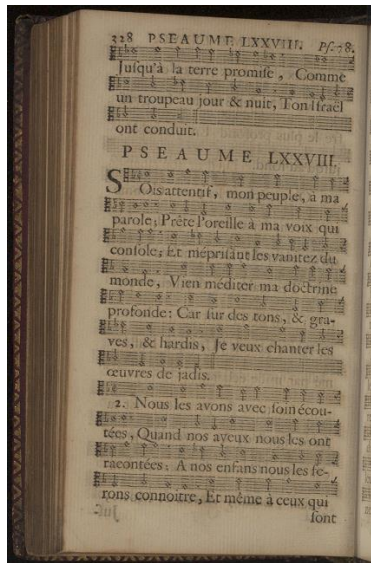 328 PSEAUME LXXVIII. Ps. 78.
Jusqu'à la terre promise, Comme
un troupeau jour & nuit, Ton Israël
ont conduit.
PSEAUME LXXVIII.
SOis attentif, mon peuple, à ma
parole; Prête l'oreille à ma voix qui
console; Et méprisant les vanitez du
monde, Vien méditer ma doctrine
profonde: Car sur des tons, & gra-
ves, & hardis, Je veux chanter les
œuvres de jadis.
2. Nous les avons avec soin écou-
tées, Quand nos ayeux nous les ont
racontées: A nos enfans nous les fe-
rons connoître, Et même à ceux qui
sont